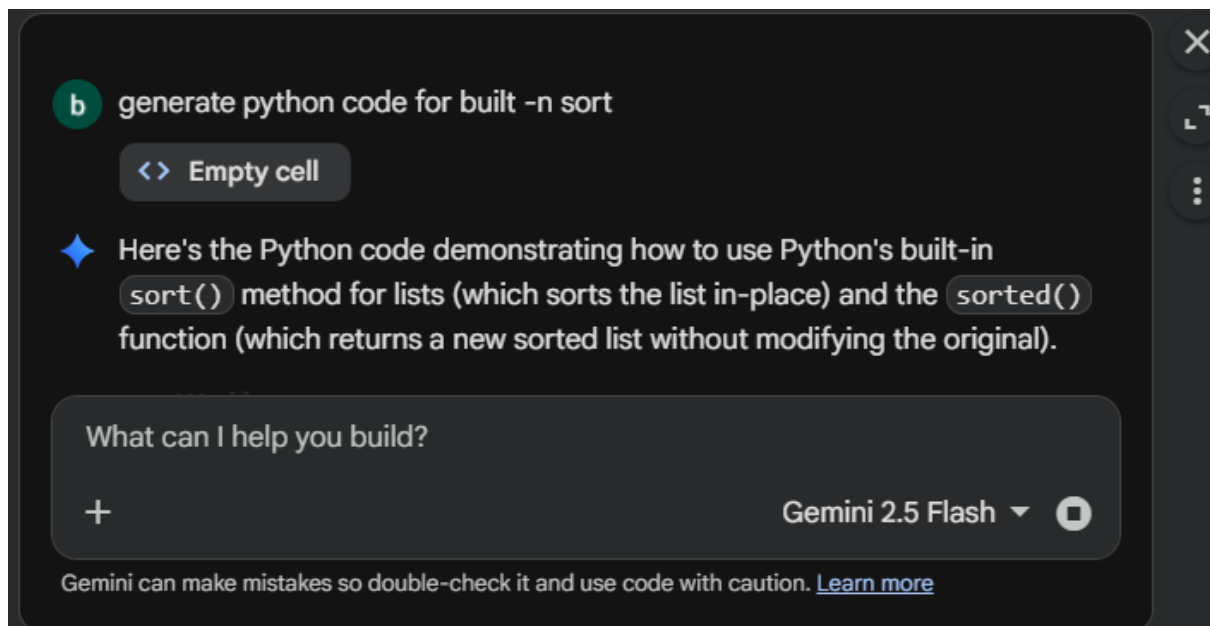 b generate python code for built -n sort
<> Empty cell
Here's the Python code demonstrating how to use Python's built-in
sort() method for lists (which sorts the list in-place) and the sorted()
function (which returns a new sorted list without modifying the original).
What can I help you build?
+ Gemini 2.5 Flash
Gemini can make mistakes so double-check it and use code with caution. Learn more